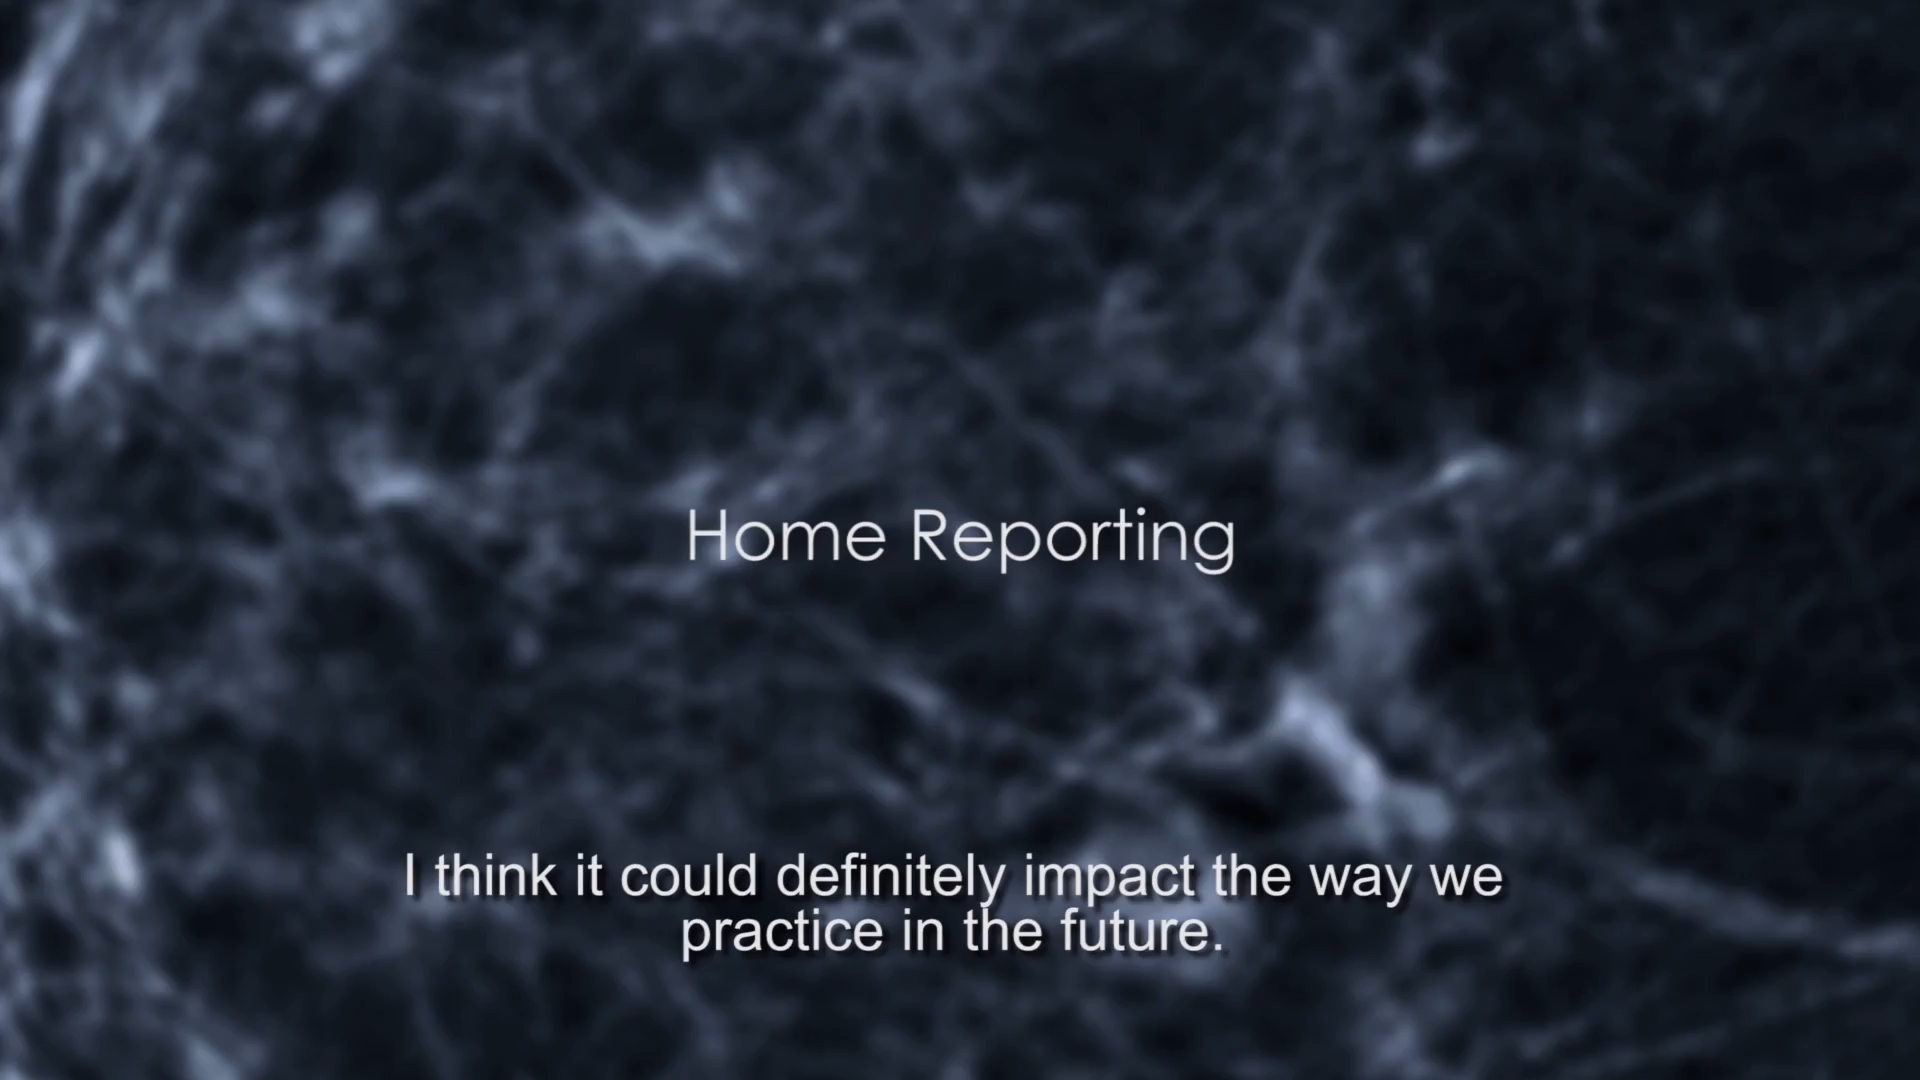 Home Reporting
I think it could definitely impact the way we
practice in the future.